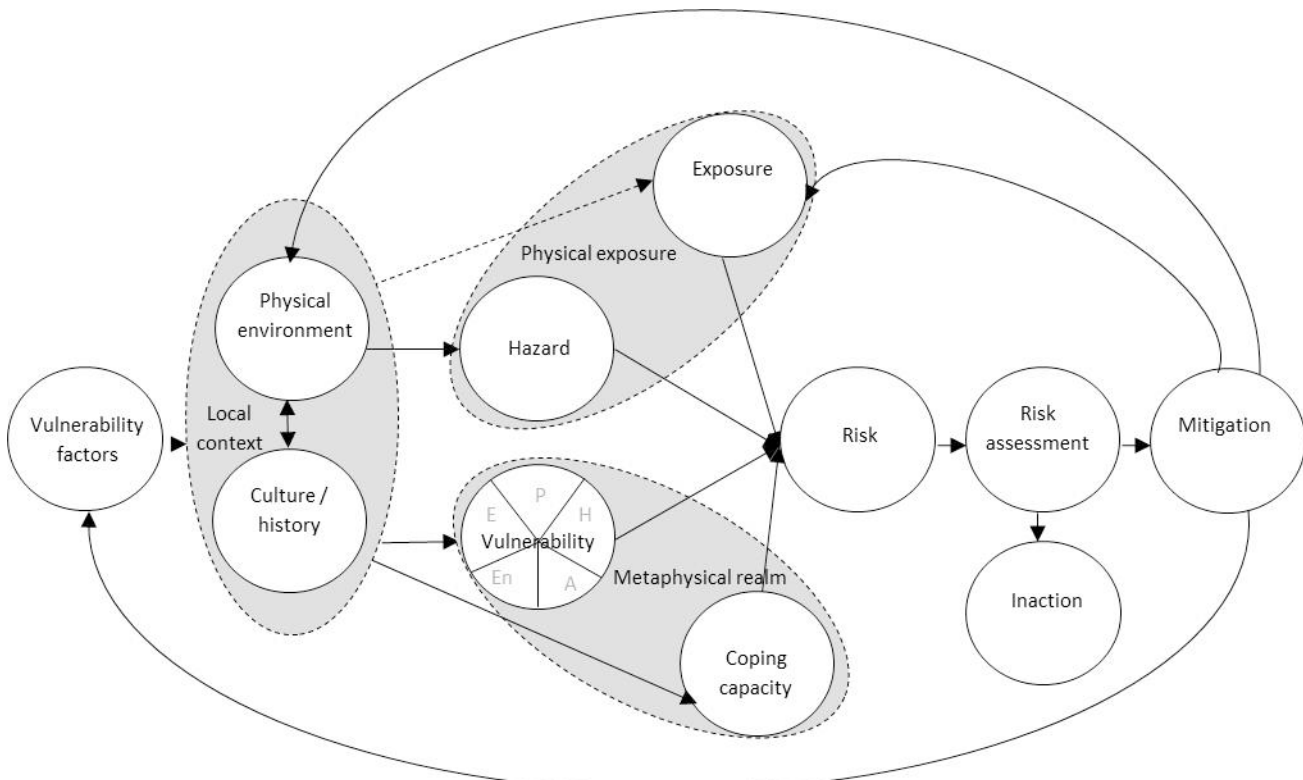 Exposure
Physical exposure
Physical
environment
Hazard
Local
context
Vulnerability
factors
Risk
Risk
assessment
Mitigation
Culture /
history
P
E
H
Vulnerability
En
A
Metaphysical realm
Inaction
Coping
capacity